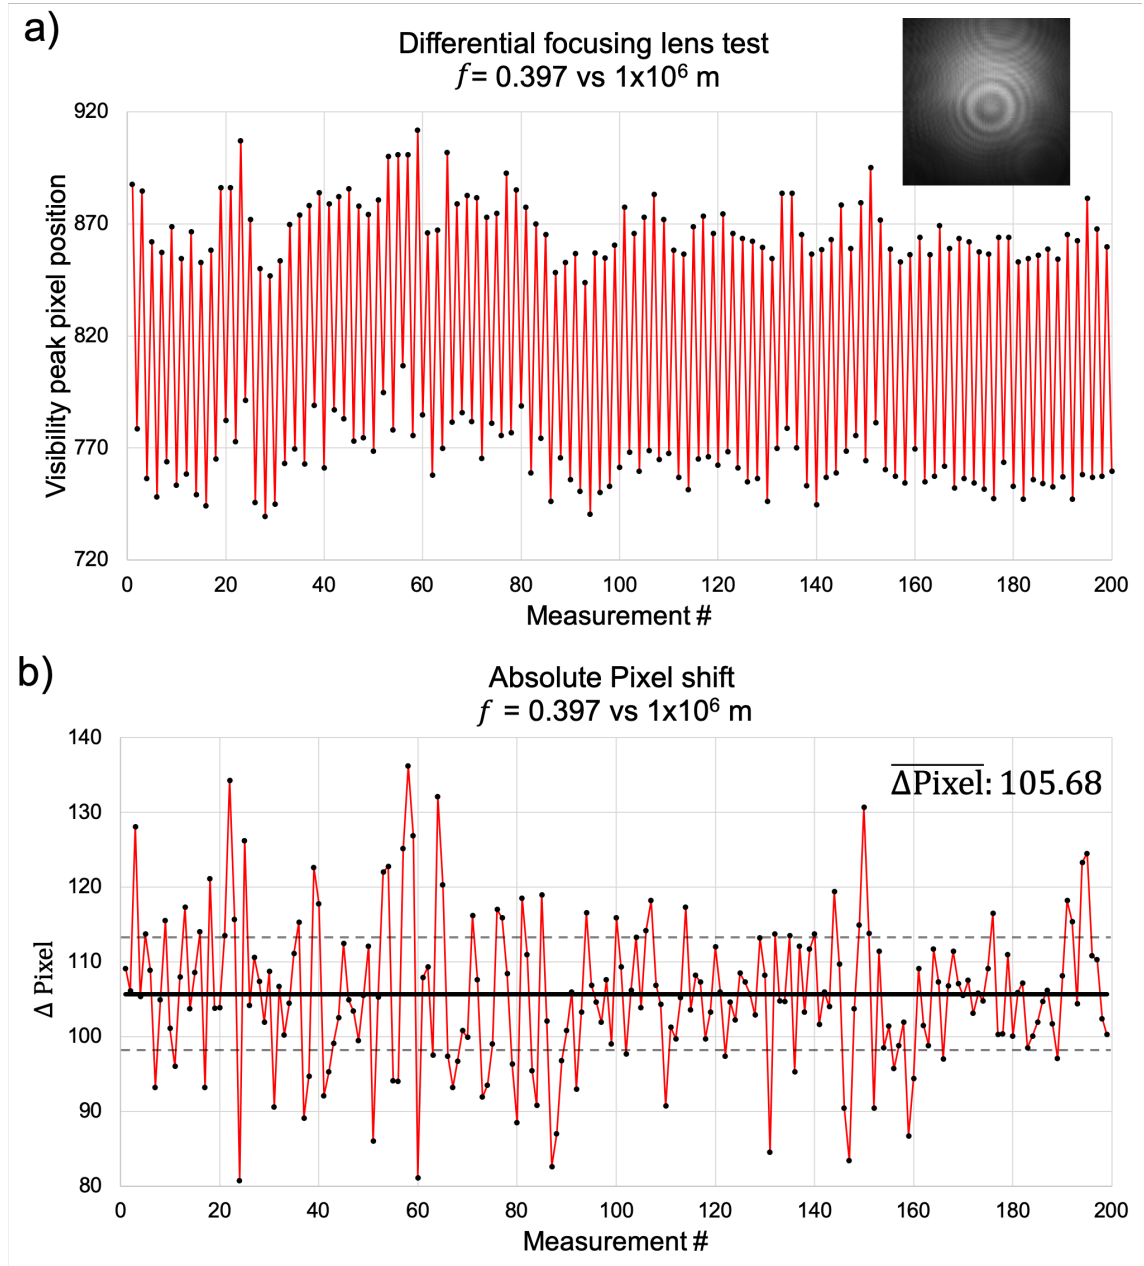 a)
Differential focusing lens test
f = 0.397 vs 1x10⁶ m
920
870
820
770
720
Visibility peak pixel position
0 20 40 60 80 100 120 140 160 180 200
Measurement #
b)
Absolute Pixel shift
f = 0.397 vs 1x10⁶ m
140
130
120
110
100
90
80
Δ Pixel
Δ̅P̅i̅x̅e̅l̅: 105.68
0 20 40 60 80 100 120 140 160 180 200
Measurement #